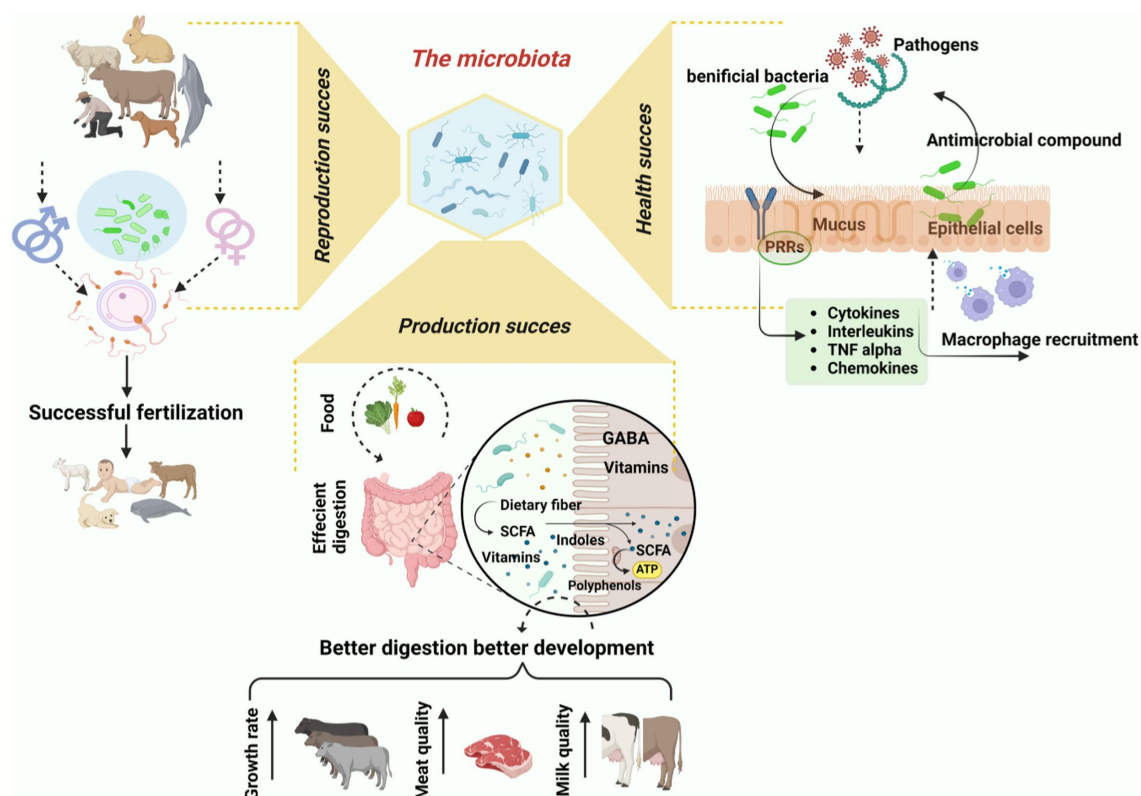 The microbiota
Reproduction succes
Health succes
Production succes
Pathogens
benificial bacteria
Antimicrobial compound
Mucus
Epithelial cells
PRRs
• Cytokines
• Interleukins
• TNF alpha
• Chemokines
Macrophage recruitment
Successful fertilization
Food
Effecient
digestion
GABA
Vitamins
Dietary fiber
SCFA
Indoles
Vitamins
SCFA
ATP
Polyphenols
Better digestion better development
Growth rate
Meat quality
Milk quality